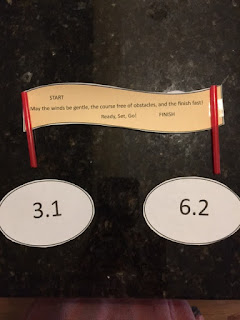 START
May the winds be gentle, the course free of obstacles, and the finish fast!
Ready, Set, Go! FINISH
3.1 6.2